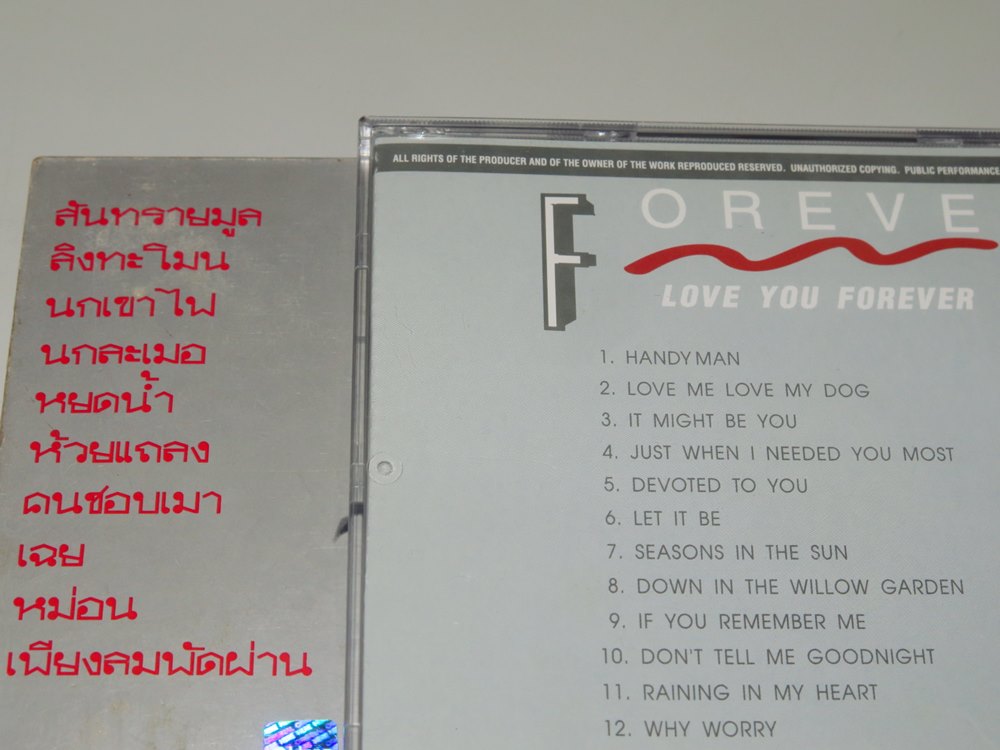 สันทรายมูล
ลิงทะโมน
นกเขาไฟ
นกละเมอ
หยดน้ำ
ห้วยแถลง
คนชอบเมา
เฉย
หม่อน
เพียงลมพัดผ่าน
ALL RIGHTS OF THE PRODUCER AND OF THE OWNER OF THE WORK REPRODUCED RESERVED. UNAUTHORIZED COPYING. PUBLIC PERFORMANCE
FOREVE
LOVE YOU FOREVER
1. HANDY MAN
2. LOVE ME LOVE MY DOG
3. IT MIGHT BE YOU
4. JUST WHEN I NEEDED YOU MOST
5. DEVOTED TO YOU
6. LET IT BE
7. SEASONS IN THE SUN
8. DOWN IN THE WILLOW GARDEN
9. IF YOU REMEMBER ME
10. DON'T TELL ME GOODNIGHT
11. RAINING IN MY HEART
12. WHY WORRY